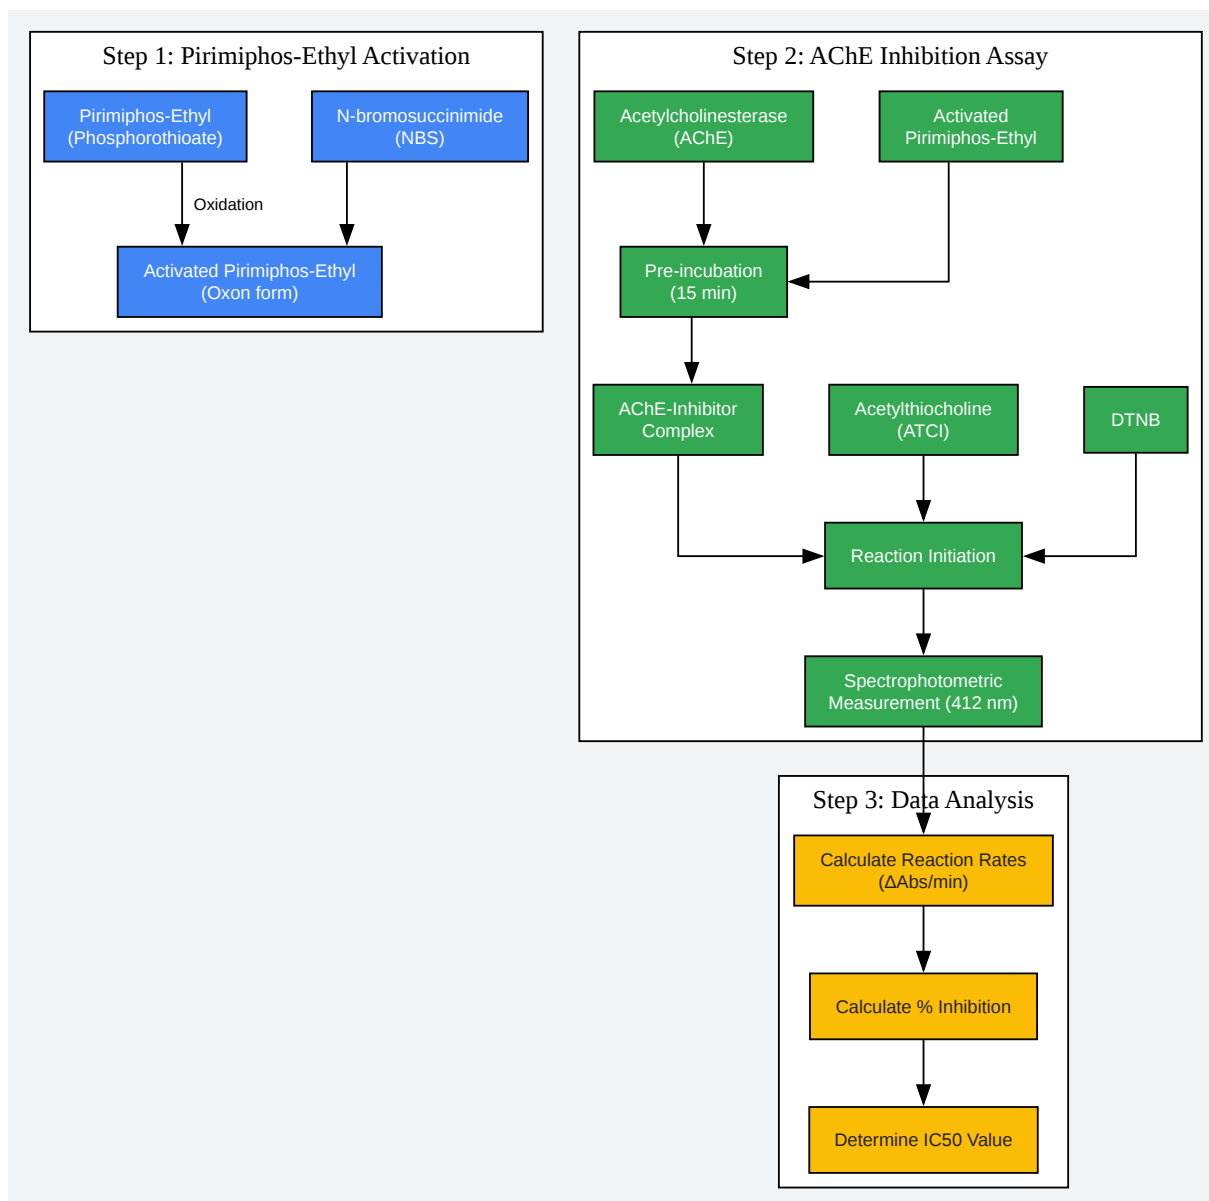 Step 1: Pirimiphos-Ethyl Activation
Pirimiphos-Ethyl
(Phosphorothioate)
N-bromosuccinimide
(NBS)
Oxidation
Activated Pirimiphos-Ethyl
(Oxon form)
Step 2: AChE Inhibition Assay
Acetylcholinesterase
(AChE)
Activated
Pirimiphos-Ethyl
Pre-incubation
(15 min)
AChE-Inhibitor
Complex
Acetylthiocholine
(ATCI)
DTNB
Reaction Initiation
Spectrophotometric
Measurement (412 nm)
Step 3: Data Analysis
Calculate Reaction Rates
(ΔAbs/min)
Calculate % Inhibition
Determine IC50 Value